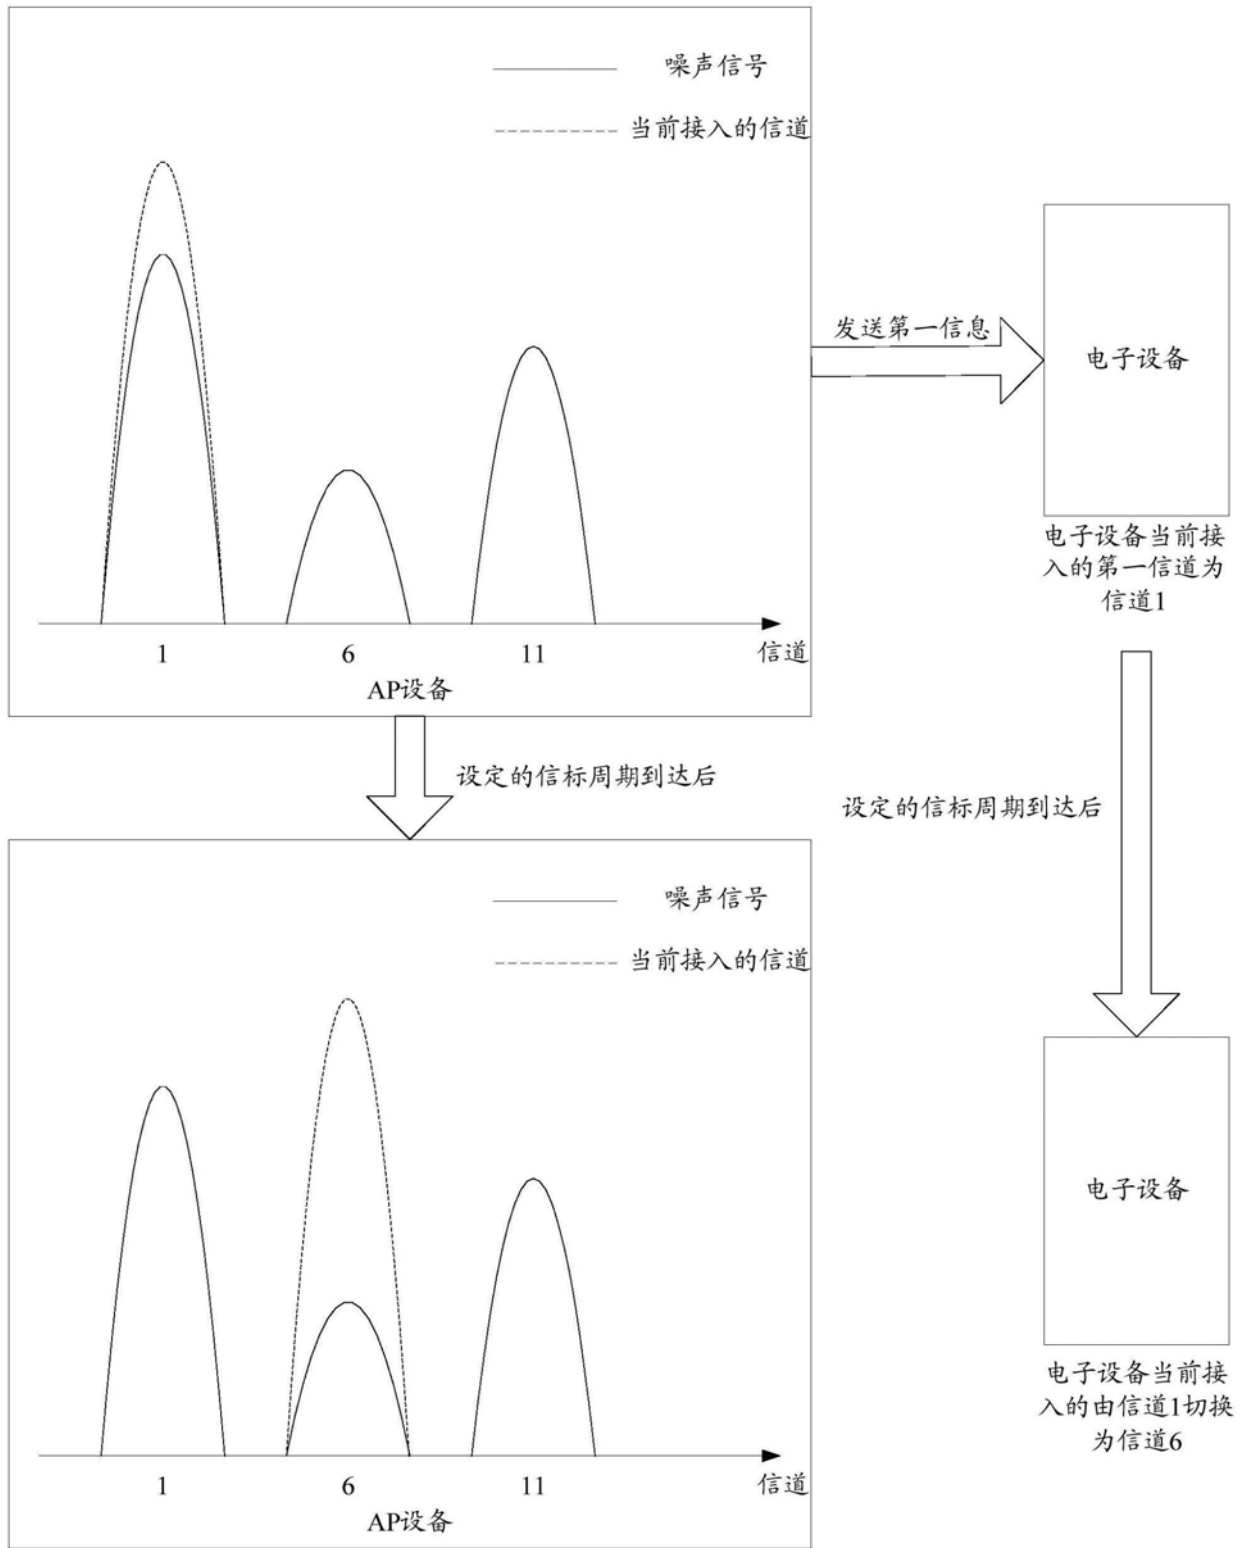 噪声信号
当前接入的信道
发送第一信息
电子设备
电子设备当前接
入的第一信道为
信道1
1 6 11 信道
AP设备
设定的信标周期到达后
设定的信标周期到达后
噪声信号
当前接入的信道
电子设备
电子设备当前接
入的由信道1切换
为信道6
1 6 11 信道
AP设备